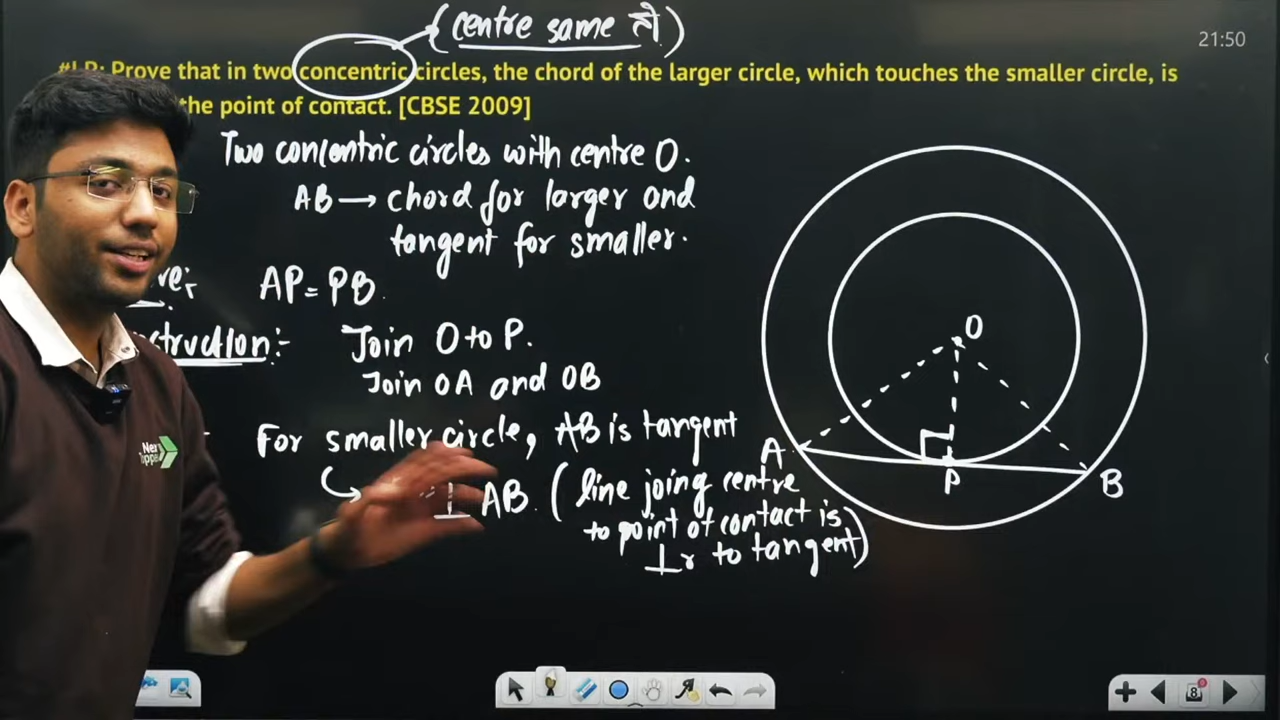 (centre same हो)
21:50
Prove that in two concentric circles, the chord of the larger circle, which touches the smaller circle, is
the point of contact. [CBSE 2009]
Two concentric circles with centre O.
AB → chord for larger and
tangent for smaller.
AP = PB.
Join O to P.
Join OA and OB
For smaller circle, AB is tangent
⊥ AB. (line joing centre
to point of contact is
⊥r to tangent)
O
A
P
B
8